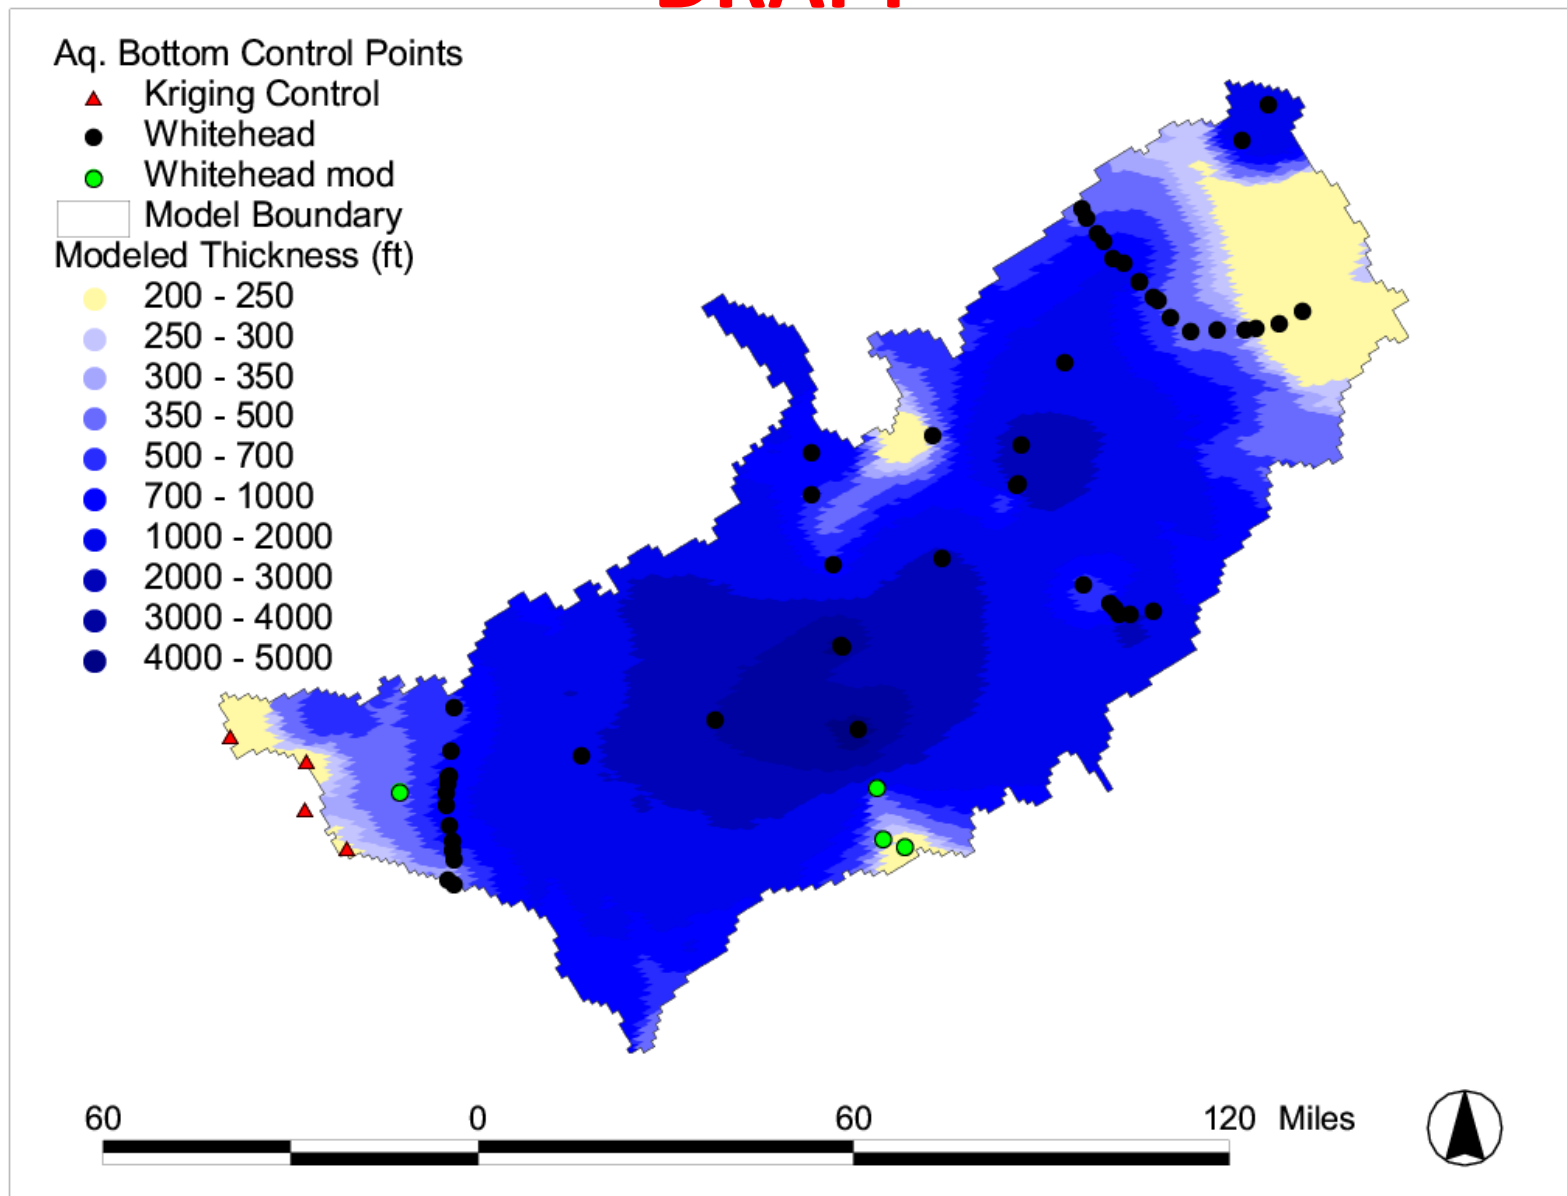 DRAFT
Aq. Bottom Control Points
Kriging Control
Whitehead
Whitehead mod
Model Boundary
Modeled Thickness (ft)
200 - 250
250 - 300
300 - 350
350 - 500
500 - 700
700 - 1000
1000 - 2000
2000 - 3000
3000 - 4000
4000 - 5000
60 0 60 120 Miles